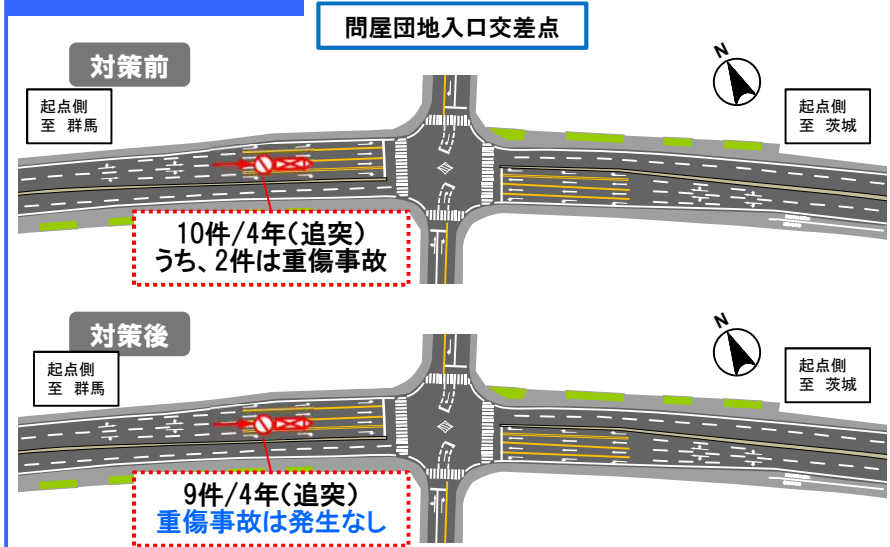 問屋団地入口交差点
対策前
N
起点側
至 群馬
起点側
至 茨城
10件/4年(追突)
うち、2件は重傷事故
対策後
N
起点側
至 群馬
起点側
至 茨城
9件/4年(追突)
重傷事故は発生なし